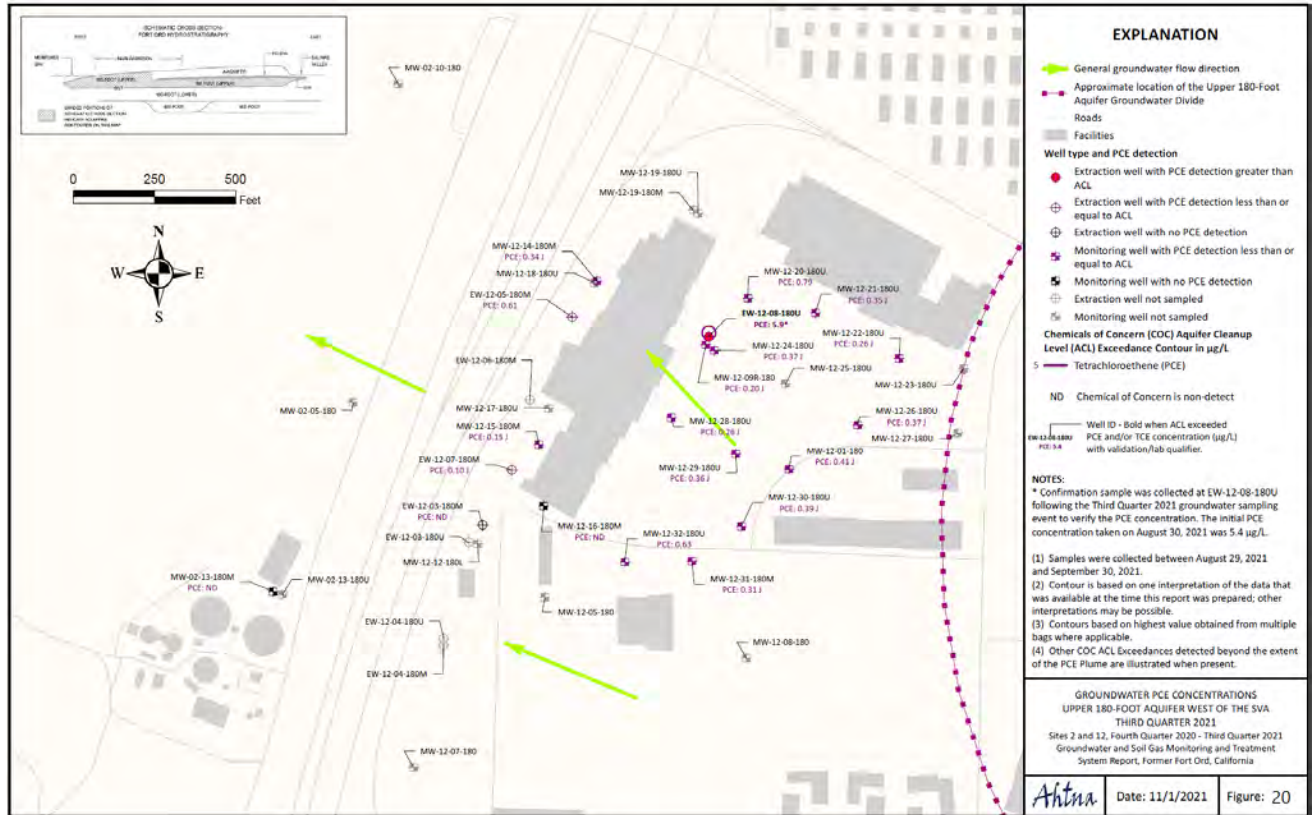 SCHEMATIC CROSS-SECTION
FORT ORD HYDROSTRATIGRAPHY
WEST
EAST
0
250
500
Feet
N
W
E
S
MW-02-10-180
MW-12-19-180U
MW-12-19-180M
MW-12-14-180M
PCE: 0.34 J
MW-12-18-180U
EW-12-05-180M
PCE: 0.61
MW-12-20-180U
PCE: 0.79
MW-12-21-180U
PCE: 0.35 J
EW-12-08-180U
PCE: 5.9*
MW-12-22-180U
PCE: 0.26 J
MW-12-24-180U
PCE: 0.37 J
EW-12-06-180M
MW-12-09R-180
PCE: 0.20 J
MW-12-25-180U
MW-12-23-180U
MW-02-05-180
MW-12-17-180U
MW-12-15-180M
PCE: 0.15 J
MW-12-28-180U
PCE: 0.26 J
MW-12-26-180U
PCE: 0.37 J
MW-12-27-180U
EW-12-07-180M
PCE: 0.10 J
MW-12-29-180U
PCE: 0.36 J
MW-12-01-180
PCE: 0.41 J
EW-12-03-180M
PCE: ND
MW-12-30-180U
PCE: 0.39 J
EW-12-03-180U
MW-12-16-180M
PCE: ND
MW-12-32-180U
PCE: 0.63
MW-12-12-180L
MW-02-13-180M
PCE: ND
MW-02-13-180U
MW-12-31-180M
PCE: 0.31 J
MW-12-05-180
EW-12-04-180U
MW-12-08-180
EW-12-04-180M
MW-12-07-180
EXPLANATION
General groundwater flow direction
Approximate location of the Upper 180-Foot
Aquifer Groundwater Divide
Roads
Facilities
Well type and PCE detection
Extraction well with PCE detection greater than
ACL
Extraction well with PCE detection less than or
equal to ACL
Extraction well with no PCE detection
Monitoring well with PCE detection less than or
equal to ACL
Monitoring well with no PCE detection
Extraction well not sampled
Monitoring well not sampled
Chemicals of Concern (COC) Aquifer Cleanup
Level (ACL) Exceedance Contour in µg/L
5 Tetrachloroethene (PCE)
ND Chemical of Concern is non-detect
EW-12-08-180U
PCE: 5.4
Well ID - Bold when ACL exceeded
PCE and/or TCE concentration (µg/L)
with validation/lab qualifier.
NOTES:
* Confirmation sample was collected at EW-12-08-180U
following the Third Quarter 2021 groundwater sampling
event to verify the PCE concentration. The initial PCE
concentration taken on August 30, 2021 was 5.4 µg/L.
(1) Samples were collected between August 29, 2021
and September 30, 2021.
(2) Contour is based on one interpretation of the data that
was available at the time this report was prepared; other
interpretations may be possible.
(3) Contours based on highest value obtained from multiple
bags where applicable.
(4) Other COC ACL Exceedances detected beyond the extent
of the PCE Plume are illustrated when present.
GROUNDWATER PCE CONCENTRATIONS
UPPER 180-FOOT AQUIFER WEST OF THE SVA
THIRD QUARTER 2021
Sites 2 and 12, Fourth Quarter 2020 - Third Quarter 2021
Groundwater and Soil Gas Monitoring and Treatment
System Report, Former Fort Ord, California
Ahtna
Date: 11/1/2021
Figure: 20